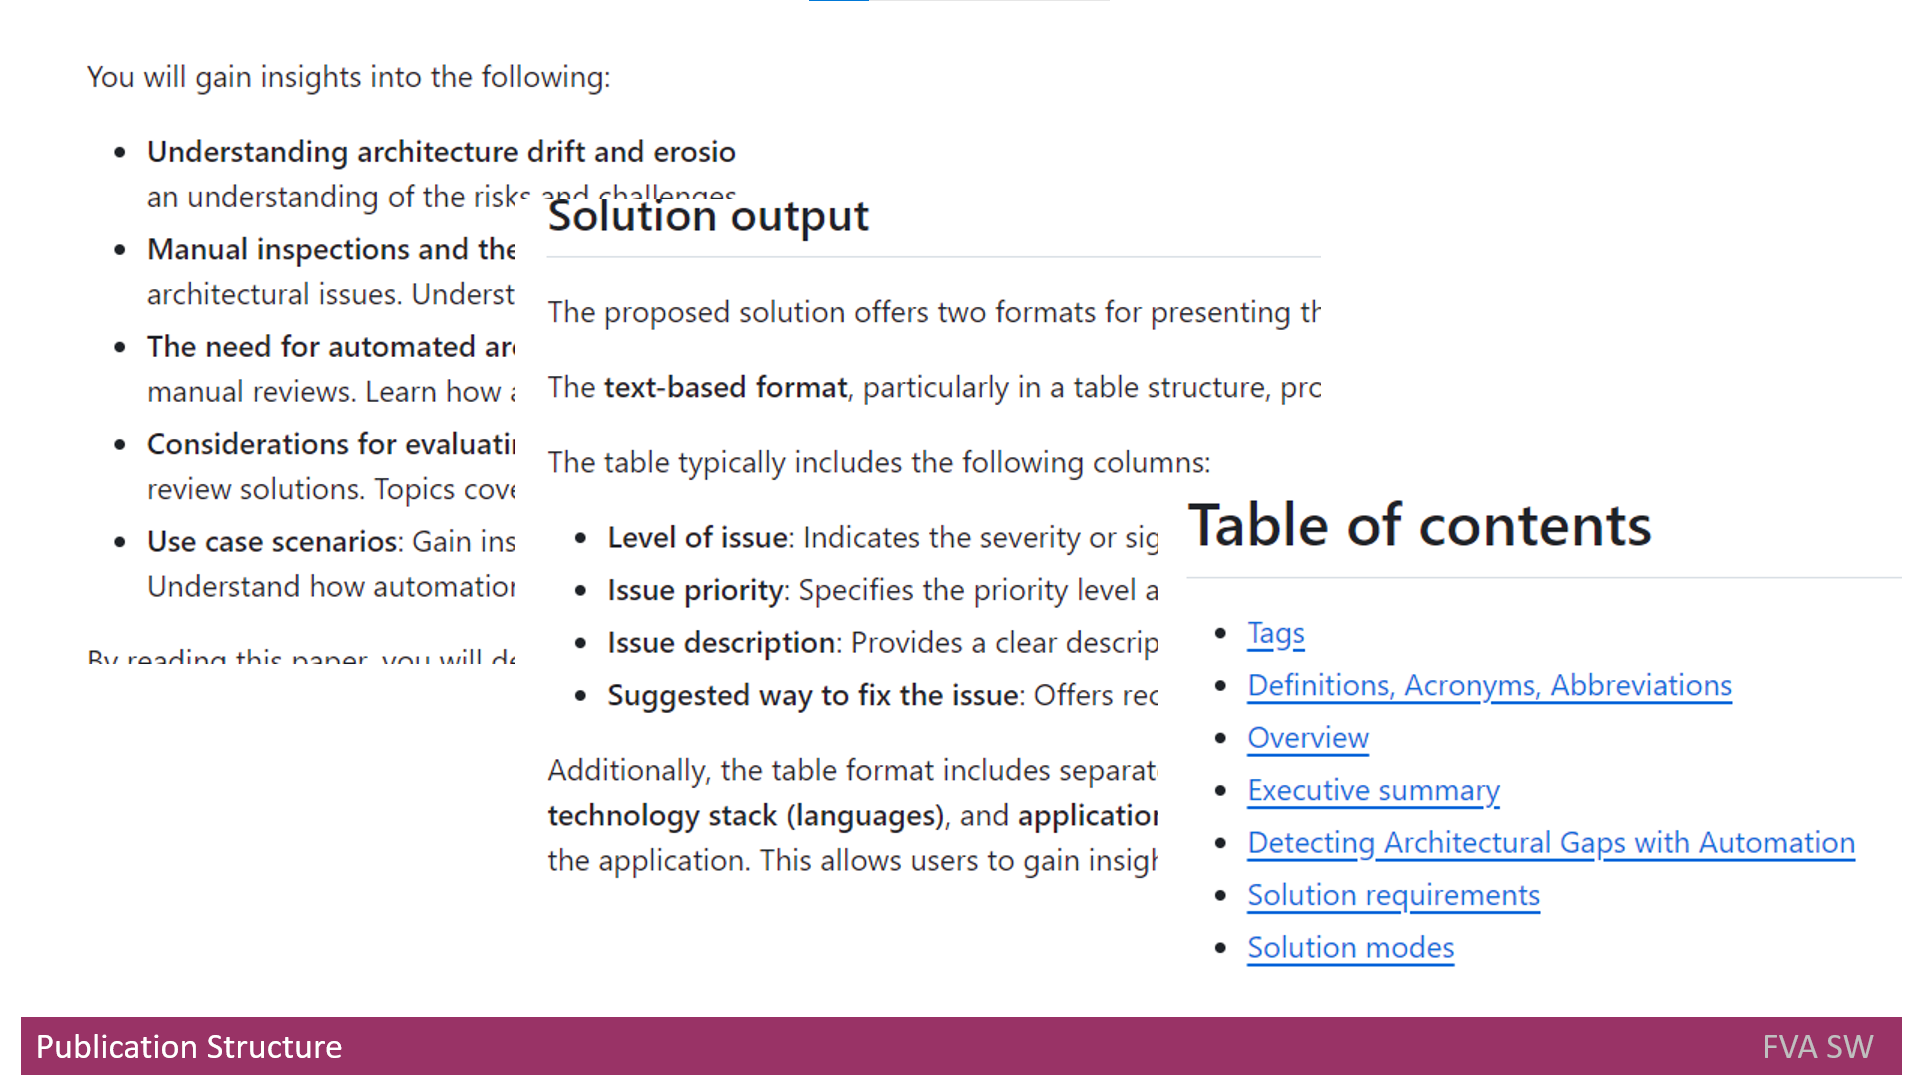 You will gain insights into the following:
Understanding architecture drift and erosio
an understanding of the risks and challenges
Manual inspections and the
architectural issues. Underst
The need for automated
manual reviews. Learn how
Considerations for evaluati
review solutions. Topics cove
Use case scenarios: Gain ins
Understand how automation
By reading this paper, you will de
Solution output
The proposed solution offers two formats for presenting th
The text-based format, particularly in a table structure, pro
The table typically includes the following columns:
Level of issue: Indicates the severity or sig
Issue priority: Specifies the priority level a
Issue description: Provides a clear descrip
Suggested way to fix the issue: Offers rec
Additionally, the table format includes separat
technology stack (languages), and application
the application. This allows users to gain insigh
Table of contents
Tags
Definitions, Acronyms, Abbreviations
Overview
Executive summary
Detecting Architectural Gaps with Automation
Solution requirements
Solution modes
Publication Structure
FVA SW